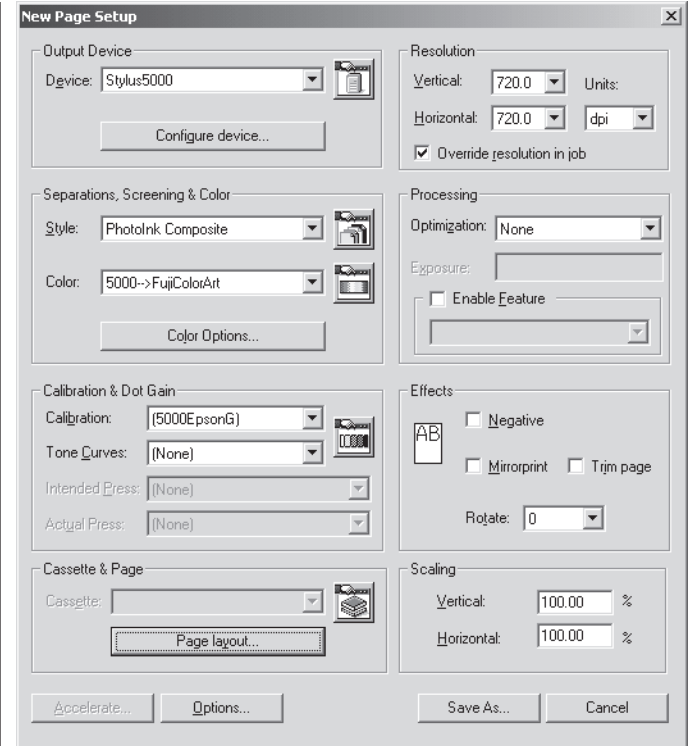 New Page Setup
Output Device
Device: Stylus5000
Configure device...
Resolution
Vertical: 720.0 Units:
Horizontal: 720.0 dpi
Override resolution in job
Separations, Screening & Color
Style: PhotoInk Composite
Color: 5000-->FujiColorArt
Color Options...
Processing
Optimization: None
Exposure:
Enable Feature
Calibration & Dot Gain
Calibration: (5000EpsonG)
Tone Curves: (None)
Intended Press: (None)
Actual Press: (None)
Effects
AB
Negative
Mirrorprint Trim page
Rotate: 0
Cassette & Page
Cassette:
Page layout...
Scaling
Vertical: 100.00 %
Horizontal: 100.00 %
Accelerate... Options... Save As... Cancel